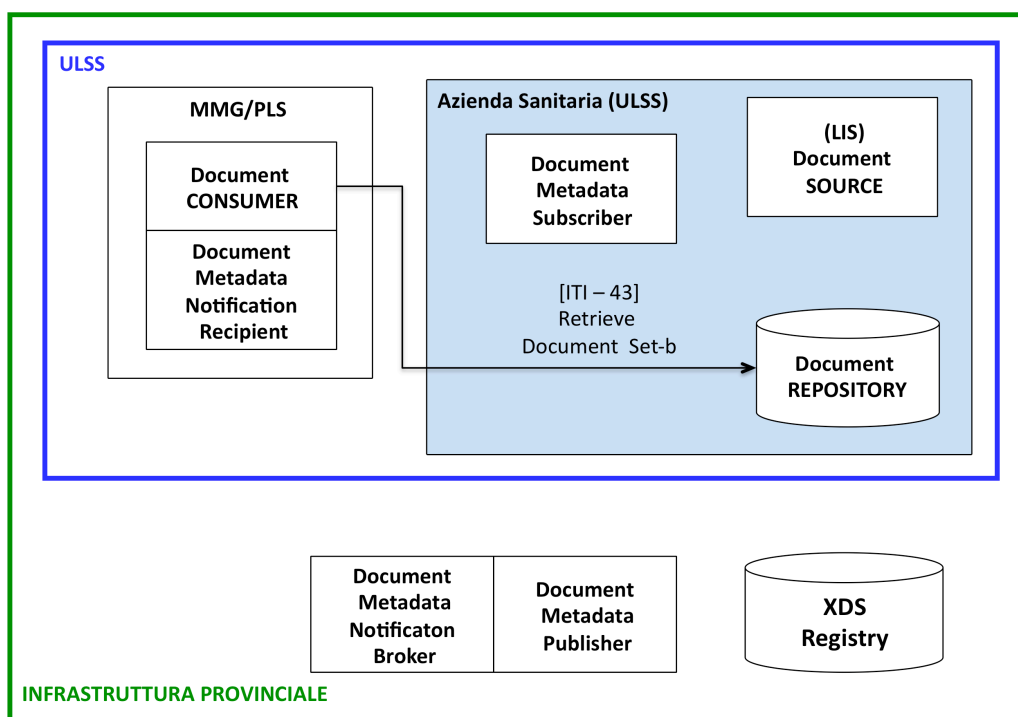 ULSS
MMG/PLS
Document
CONSUMER
Document
Metadata
Notification
Recipient
Azienda Sanitaria (ULSS)
Document
Metadata
Subscriber
(LIS)
Document
SOURCE
[ITI – 43]
Retrieve
Document Set-b
Document
REPOSITORY
Document
Metadata
Notificaton
Broker
Document
Metadata
Publisher
XDS
Registry
INFRASTRUTTURA PROVINCIALE